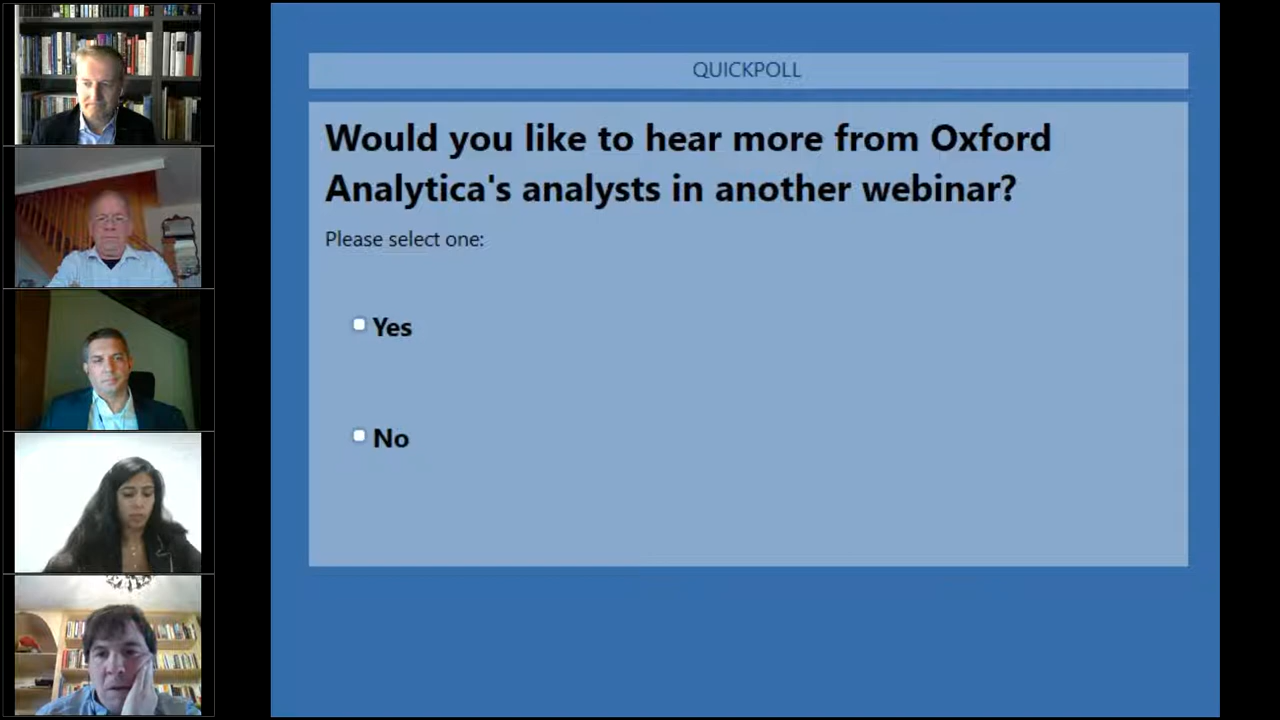 QUICKPOLL
Would you like to hear more from Oxford
Analytica's analysts in another webinar?
Please select one:
Yes
No